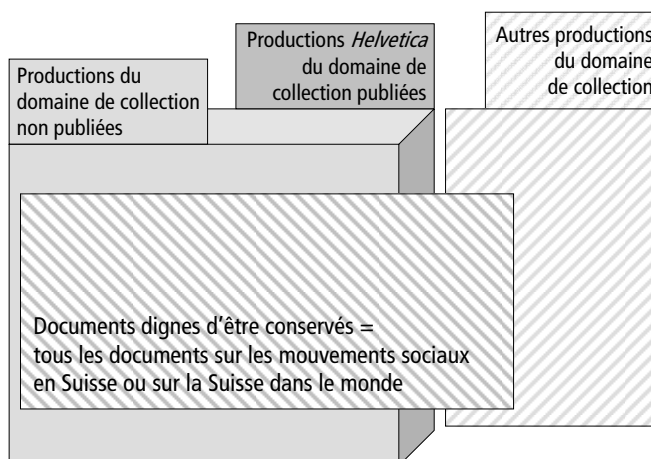 Productions du
domaine de collection
non publiées
Productions Helvetica
du domaine de
collection publiées
Autres productions
du domaine
de collection
Documents dignes d’être conservés =
tous les documents sur les mouvements sociaux
en Suisse ou sur la Suisse dans le monde